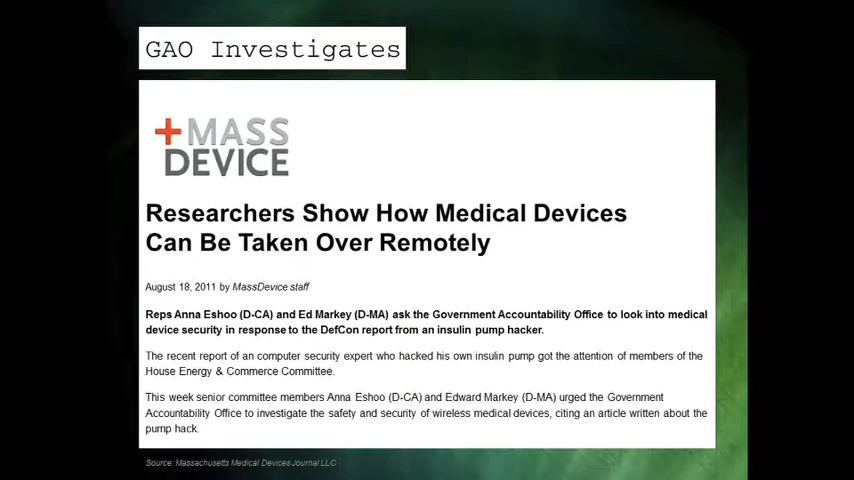 GAO Investigates
MASS
DEVICE
Researchers Show How Medical Devices
Can Be Taken Over Remotely
August 18, 2011 by MassDevice staff
Reps Anna Eshoo (D-CA) and Ed Markey (D-MA) ask the Government Accountability Office to look into medical
device security in response to the DefCon report from an insulin pump hacker.
The recent report of an computer security expert who hacked his own insulin pump got the attention of members of the
House Energy & Commerce Committee.
This week senior committee members Anna Eshoo (D-CA) and Edward Markey (D-MA) urged the Government
Accountability Office to investigate the safety and security of wireless medical devices, citing an article written about the
pump hack.
Source: Massachusetts Medical Devices Journal LLC